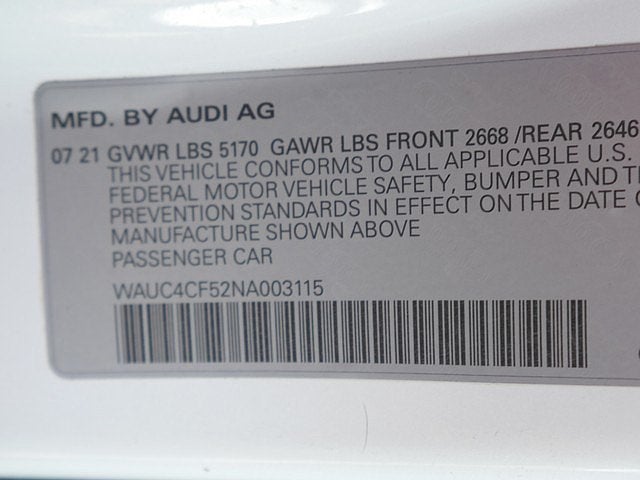 MFD. BY AUDI AG
07 21 GVWR LBS 5170 GAWR LBS FRONT 2668 /REAR 2646
THIS VEHICLE CONFORMS TO ALL APPLICABLE U.S.
FEDERAL MOTOR VEHICLE SAFETY, BUMPER AND
PREVENTION STANDARDS IN EFFECT ON THE DATE
MANUFACTURE SHOWN ABOVE
PASSENGER CAR
WAUC4CF52NA003115